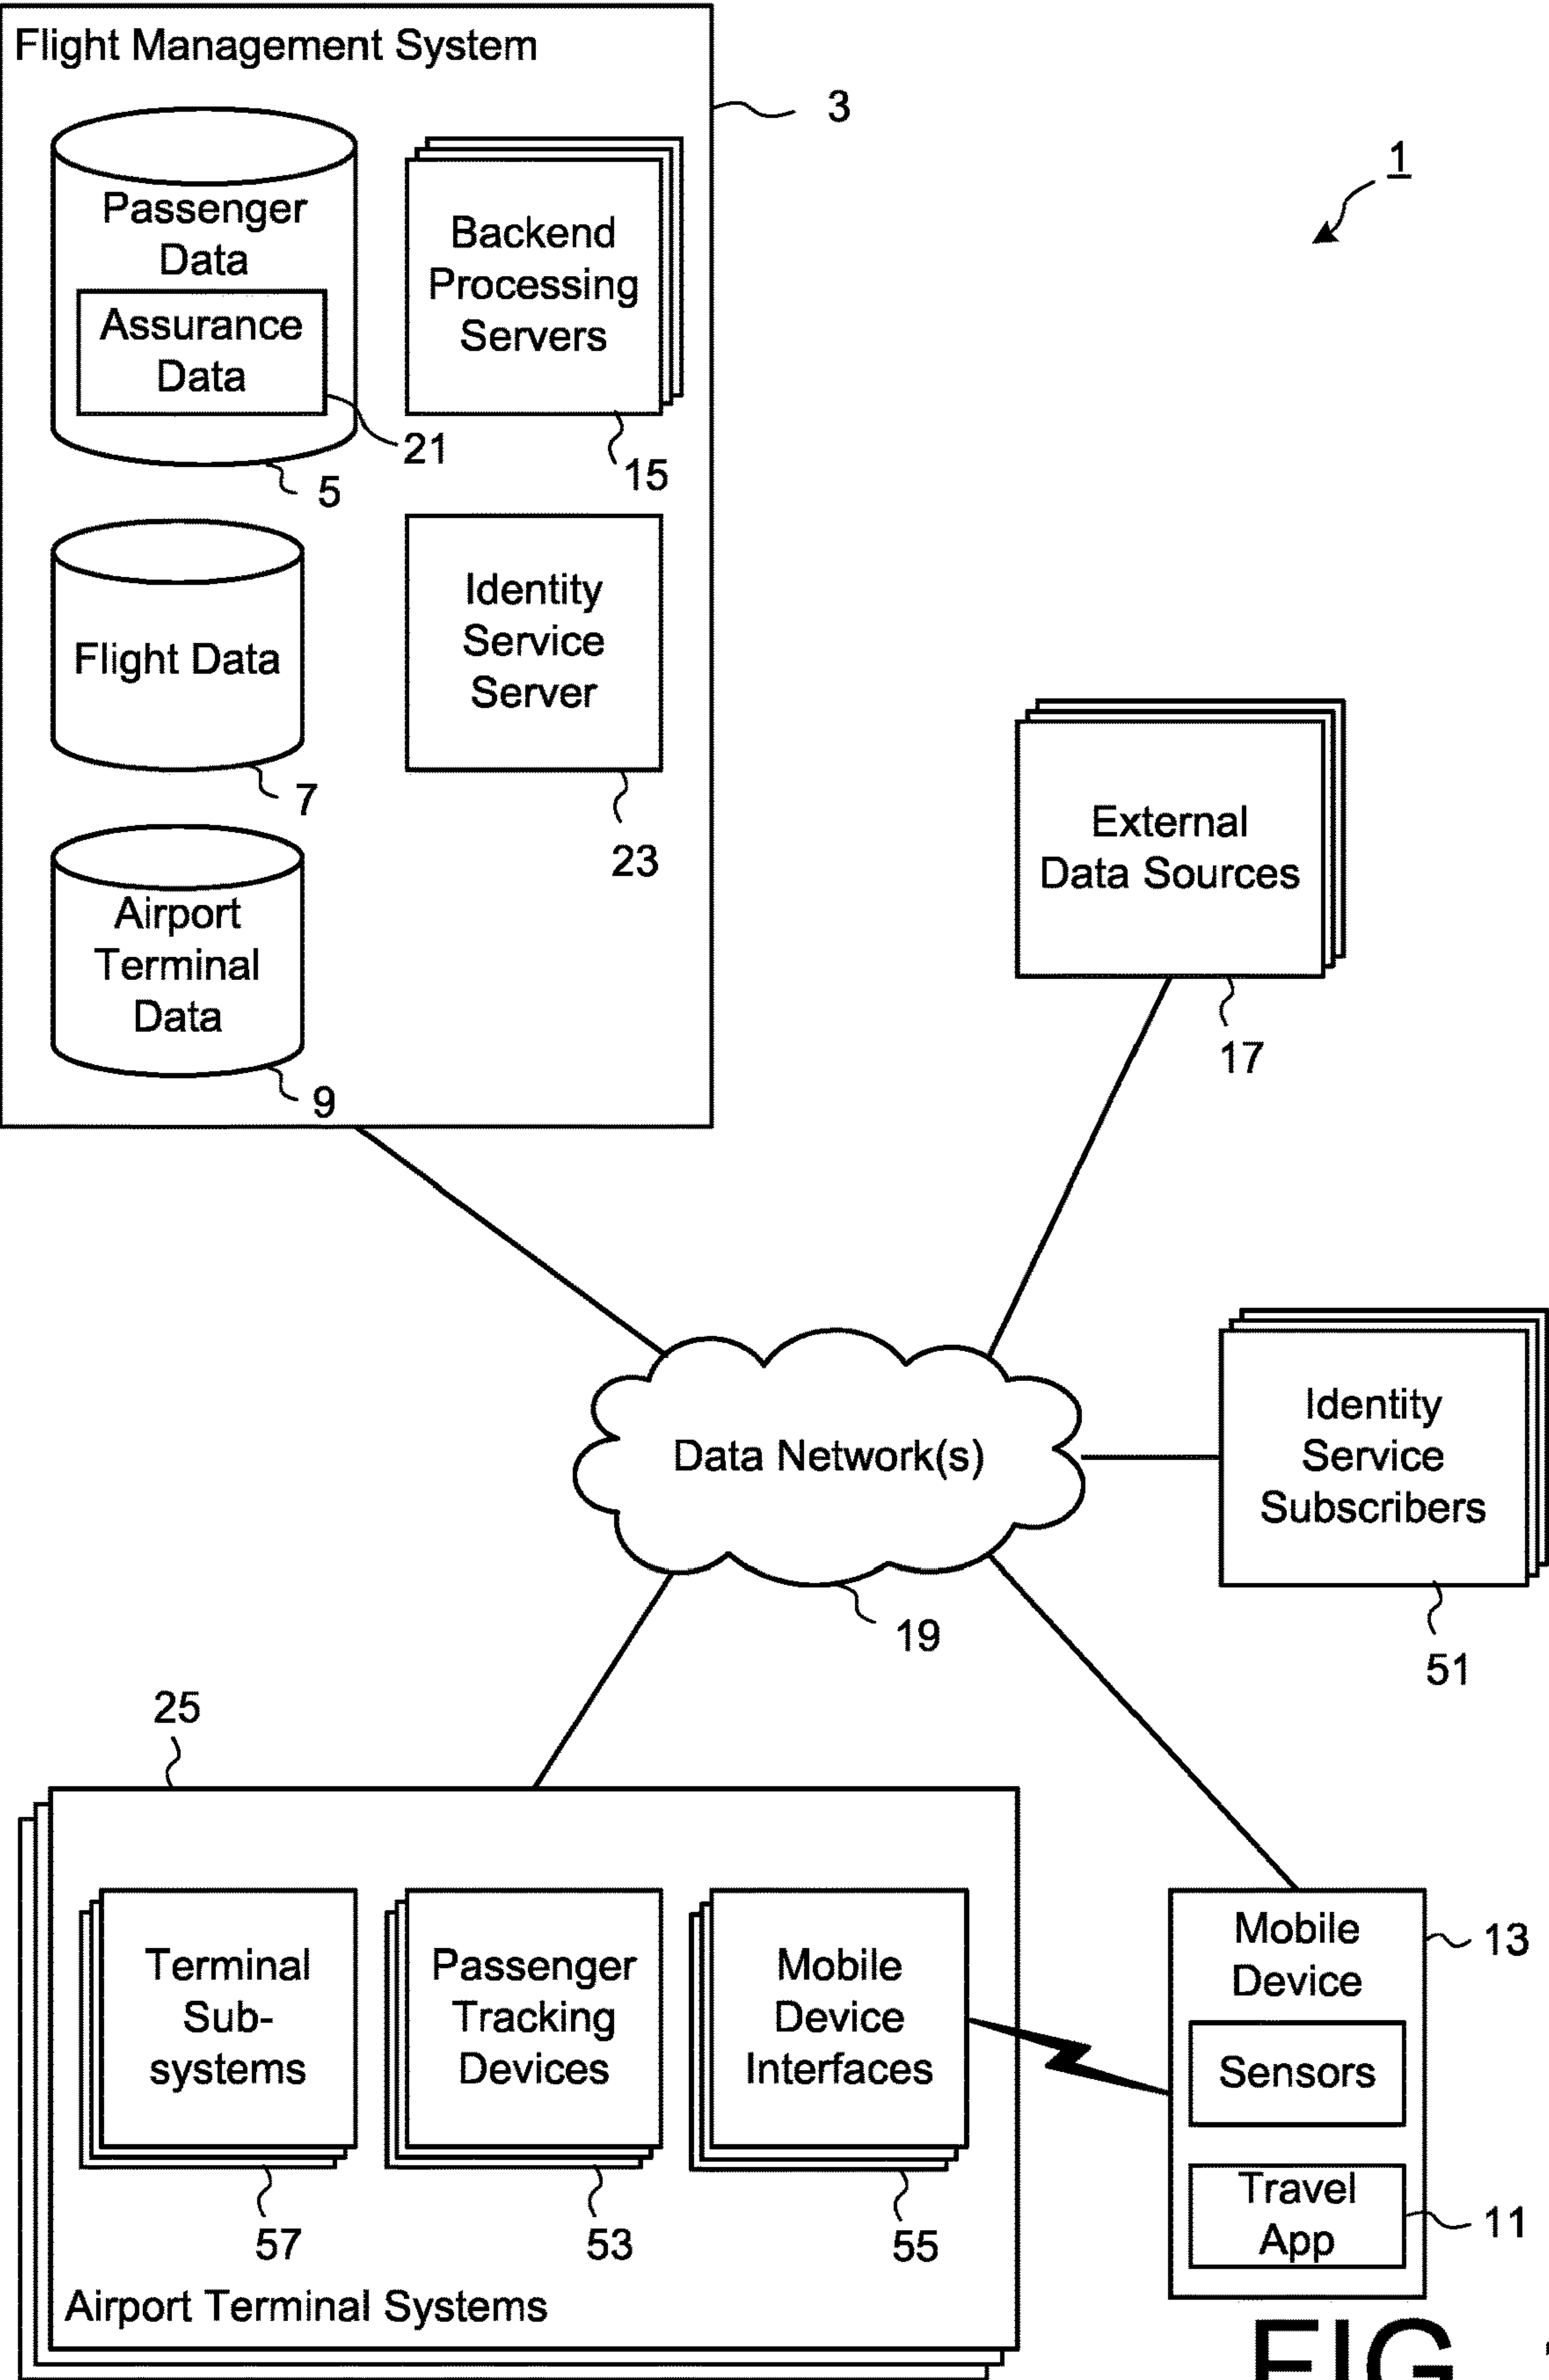 Flight Management System
3
1
Passenger
Data
Assurance
Data
21
5
Backend
Processing
Servers
15
Flight Data
7
Identity
Service
Server
23
Airport
Terminal
Data
9
External
Data Sources
17
Data Network(s)
19
Identity
Service
Subscribers
51
25
Terminal
Sub-
systems
57
Passenger
Tracking
Devices
53
Mobile
Device
Interfaces
55
Airport Terminal Systems
Mobile
Device
13
Sensors
Travel
App
11
FIG.